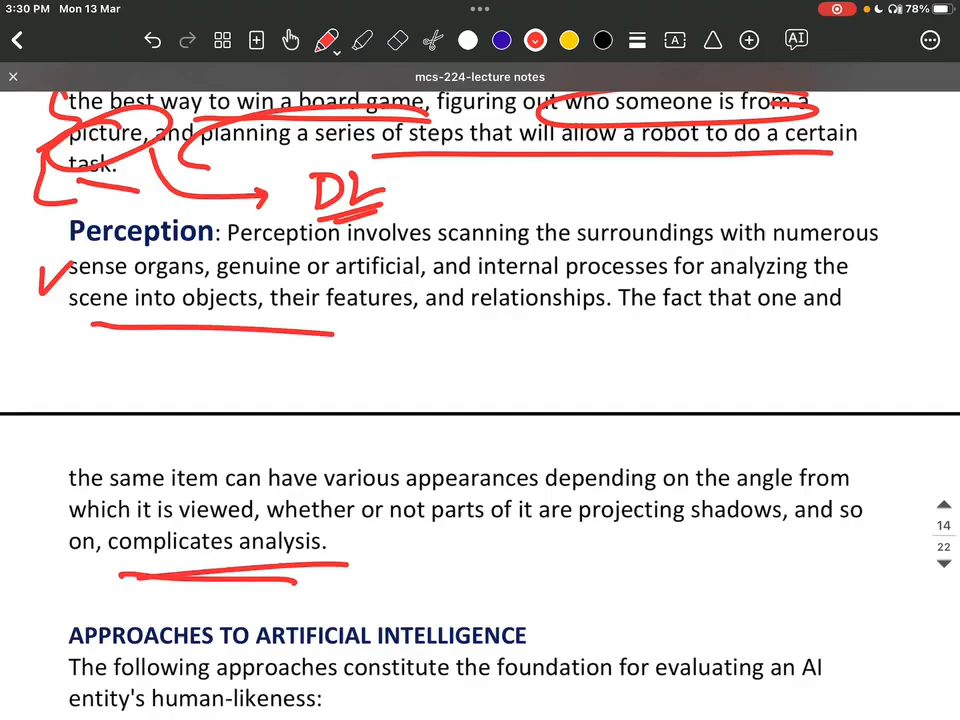 3:30 PM Mon 13 Mar
78%
A
AI
mcs-224-lecture notes
the best way to win a board game, figuring out who someone is from a
picture, and planning a series of steps that will allow a robot to do a certain
task.
DL
Perception: Perception involves scanning the surroundings with numerous
sense organs, genuine or artificial, and internal processes for analyzing the
scene into objects, their features, and relationships. The fact that one and
the same item can have various appearances depending on the angle from
which it is viewed, whether or not parts of it are projecting shadows, and so
on, complicates analysis.
14
22
APPROACHES TO ARTIFICIAL INTELLIGENCE
The following approaches constitute the foundation for evaluating an AI
entity's human-likeness: